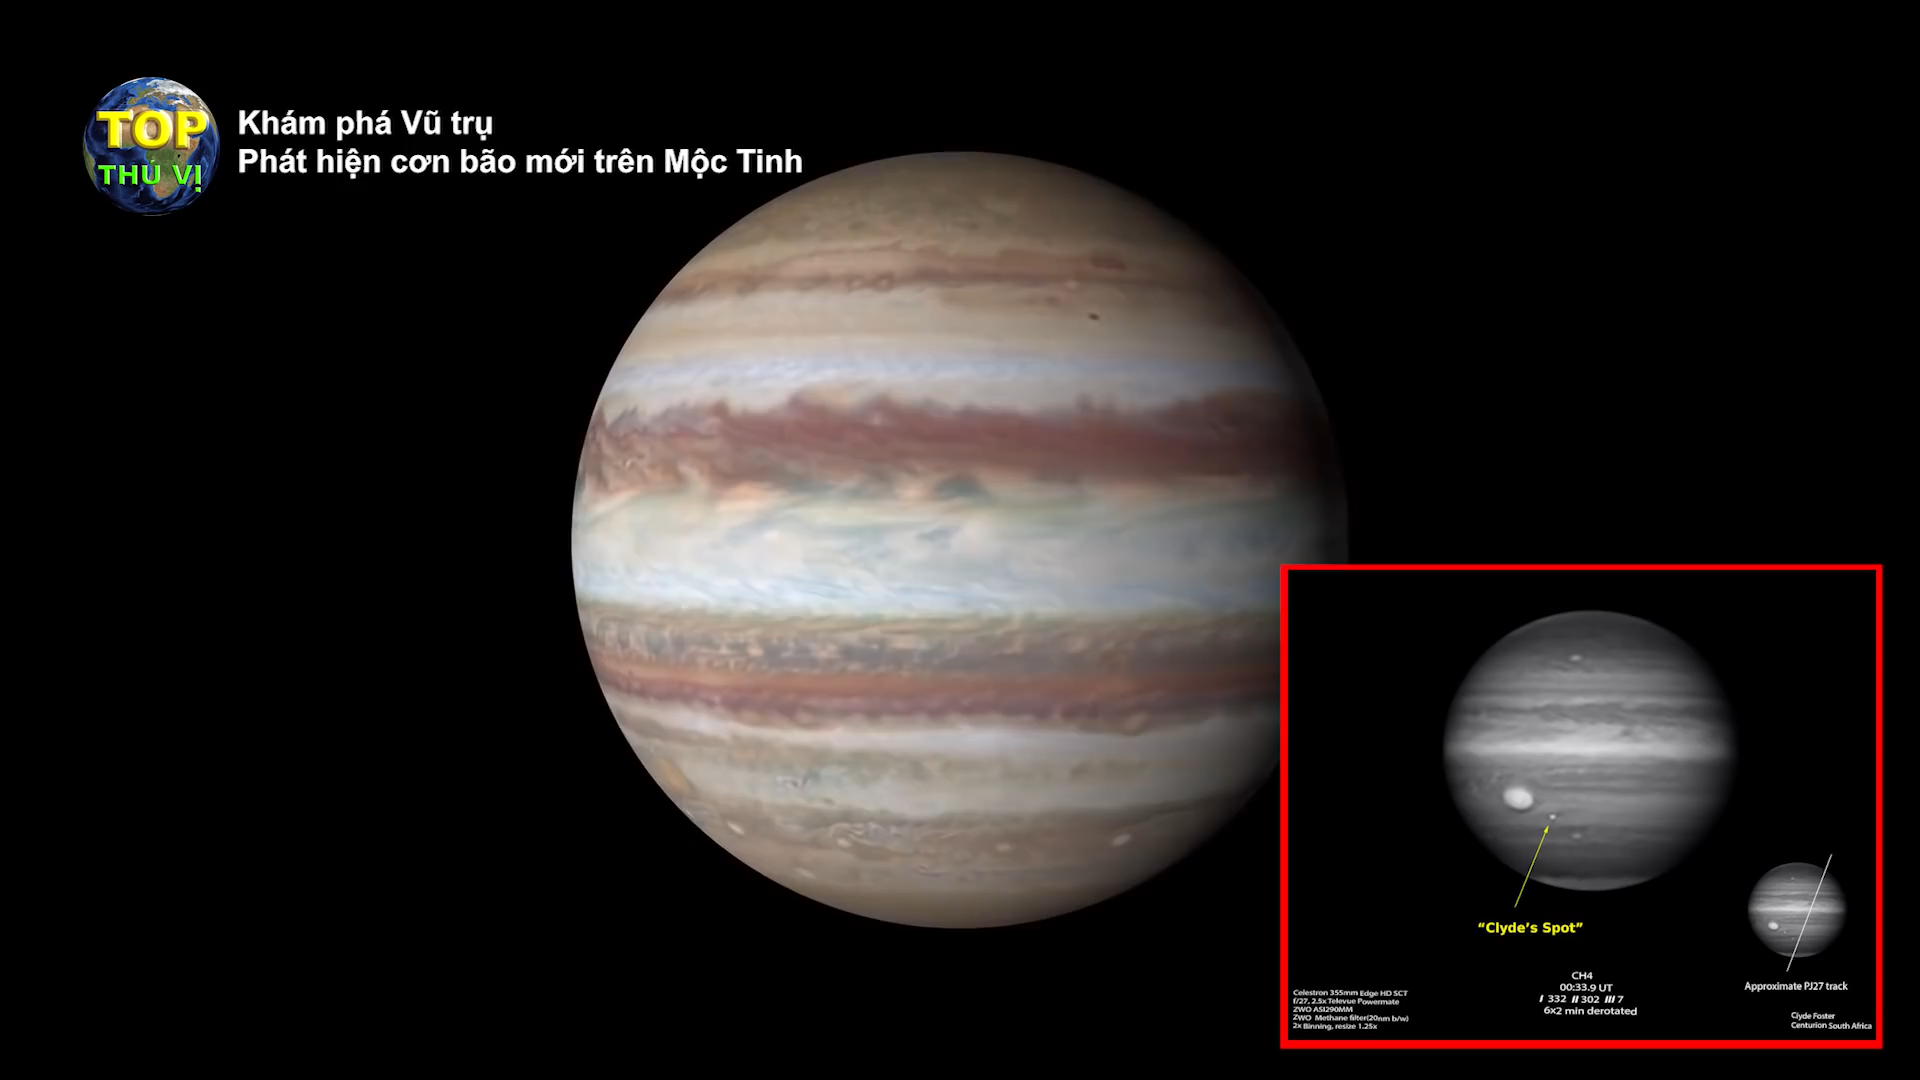 TOP
THÚ VỊ
Khám phá Vũ trụ
Phát hiện cơn bão mới trên Mộc Tinh
“Clyde’s Spot”
CH4
00:33.9 UT
I 332 II 302 III 7
6x2 min derotated
Approximate PJ27 track
Celestron 355mm Edge HD SCT
f/27, 2.5x Televue Powermate
ZWO ASI290MM
ZWO Methane filter(20nm b/w)
2x Binning, resize 1.25x
Clyde Foster
Centurion South Africa